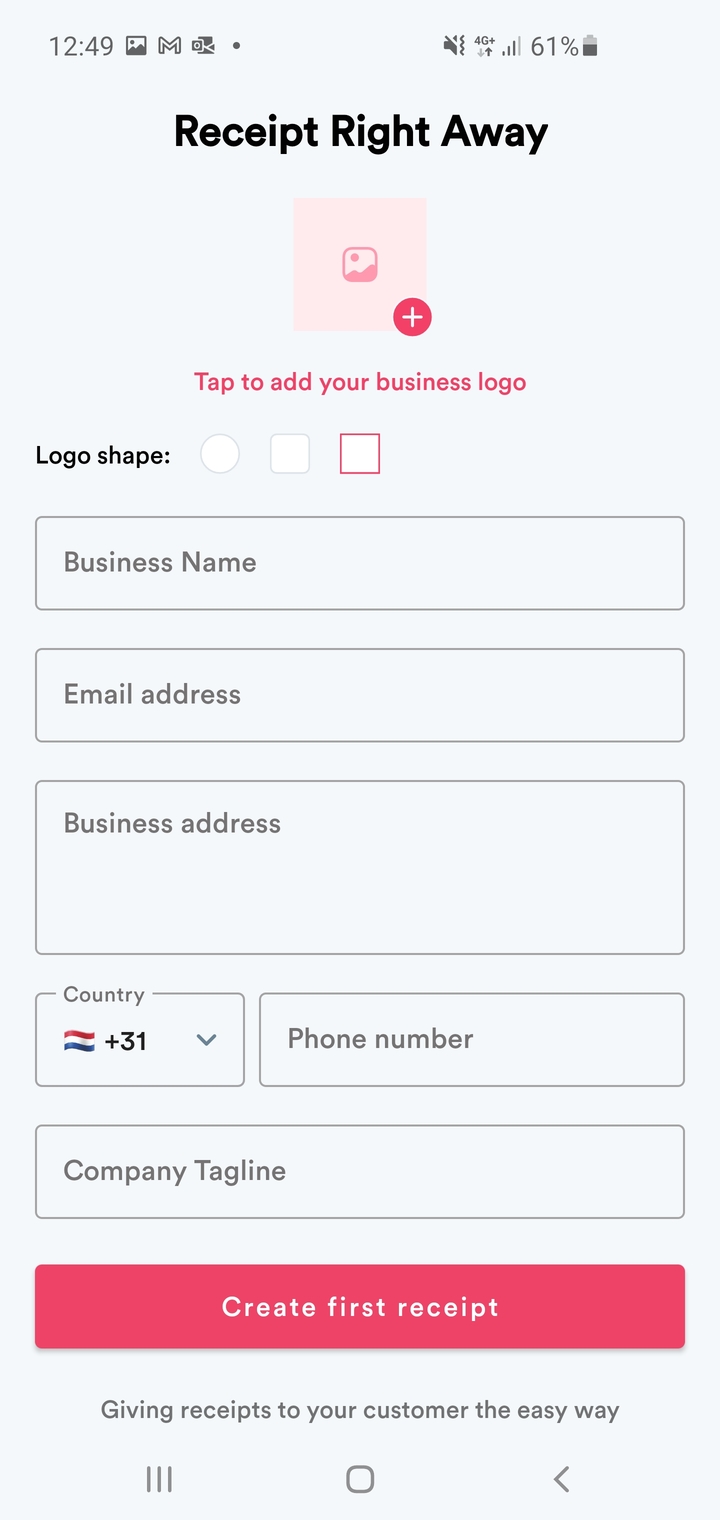 12:49 4G+ 61%
Receipt Right Away
Tap to add your business logo
Logo shape:
Business Name
Email address
Business address
Country
+31
Phone number
Company Tagline
Create first receipt
Giving receipts to your customer the easy way